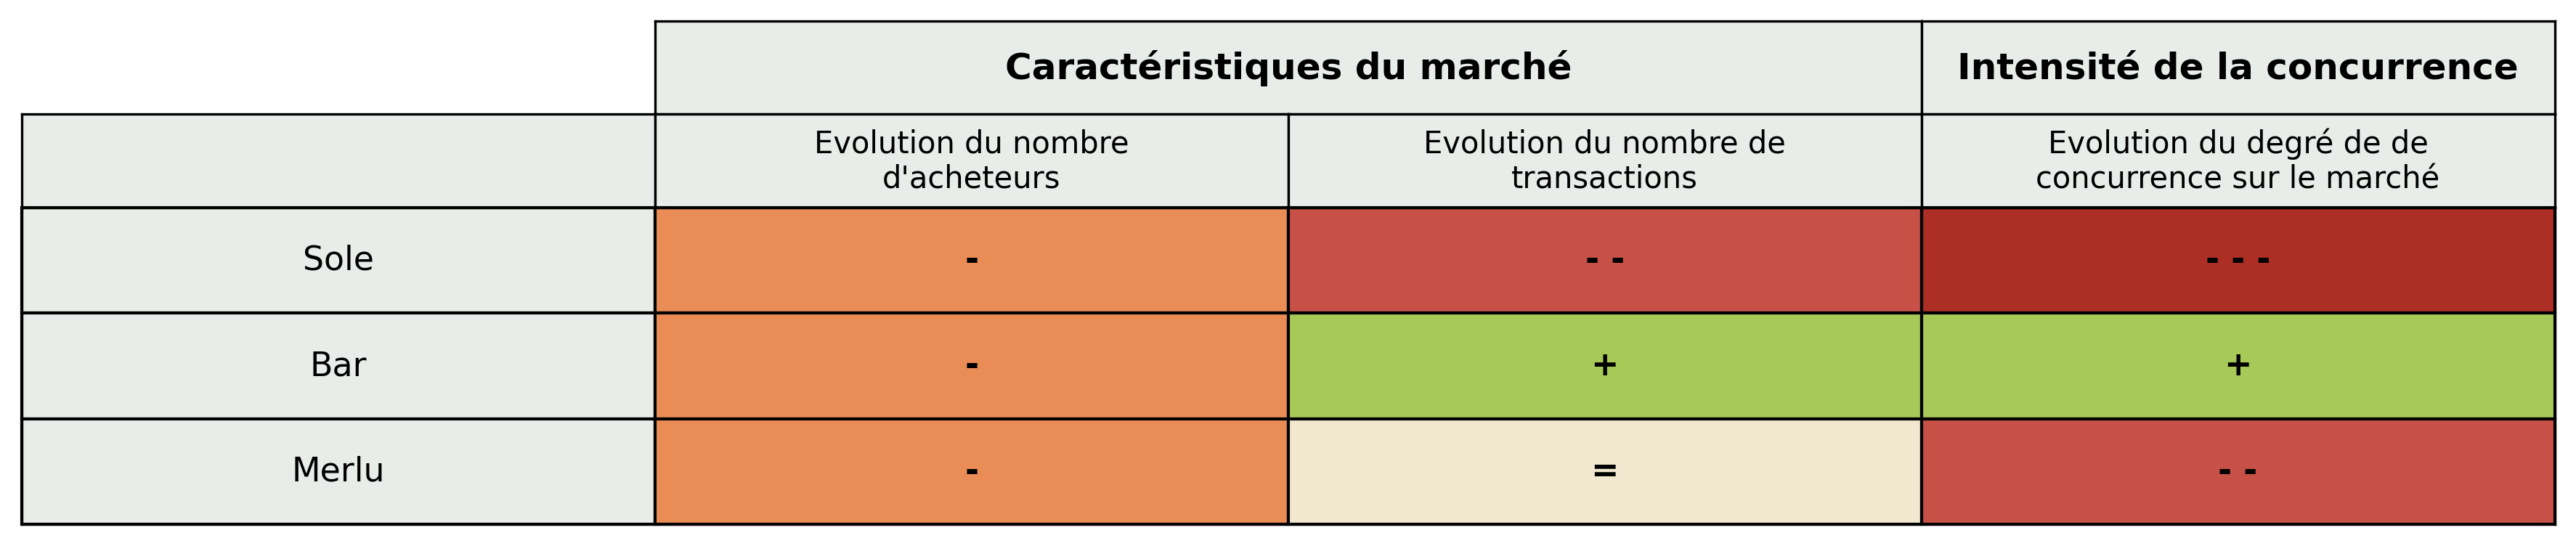 Caractéristiques du marché
Intensité de la concurrence
Evolution du nombre
d'acheteurs
Evolution du nombre de
transactions
Evolution du degré de de
concurrence sur le marché
Sole
-
- -
- - -
Bar
-
+
+
Merlu
-
=
- -